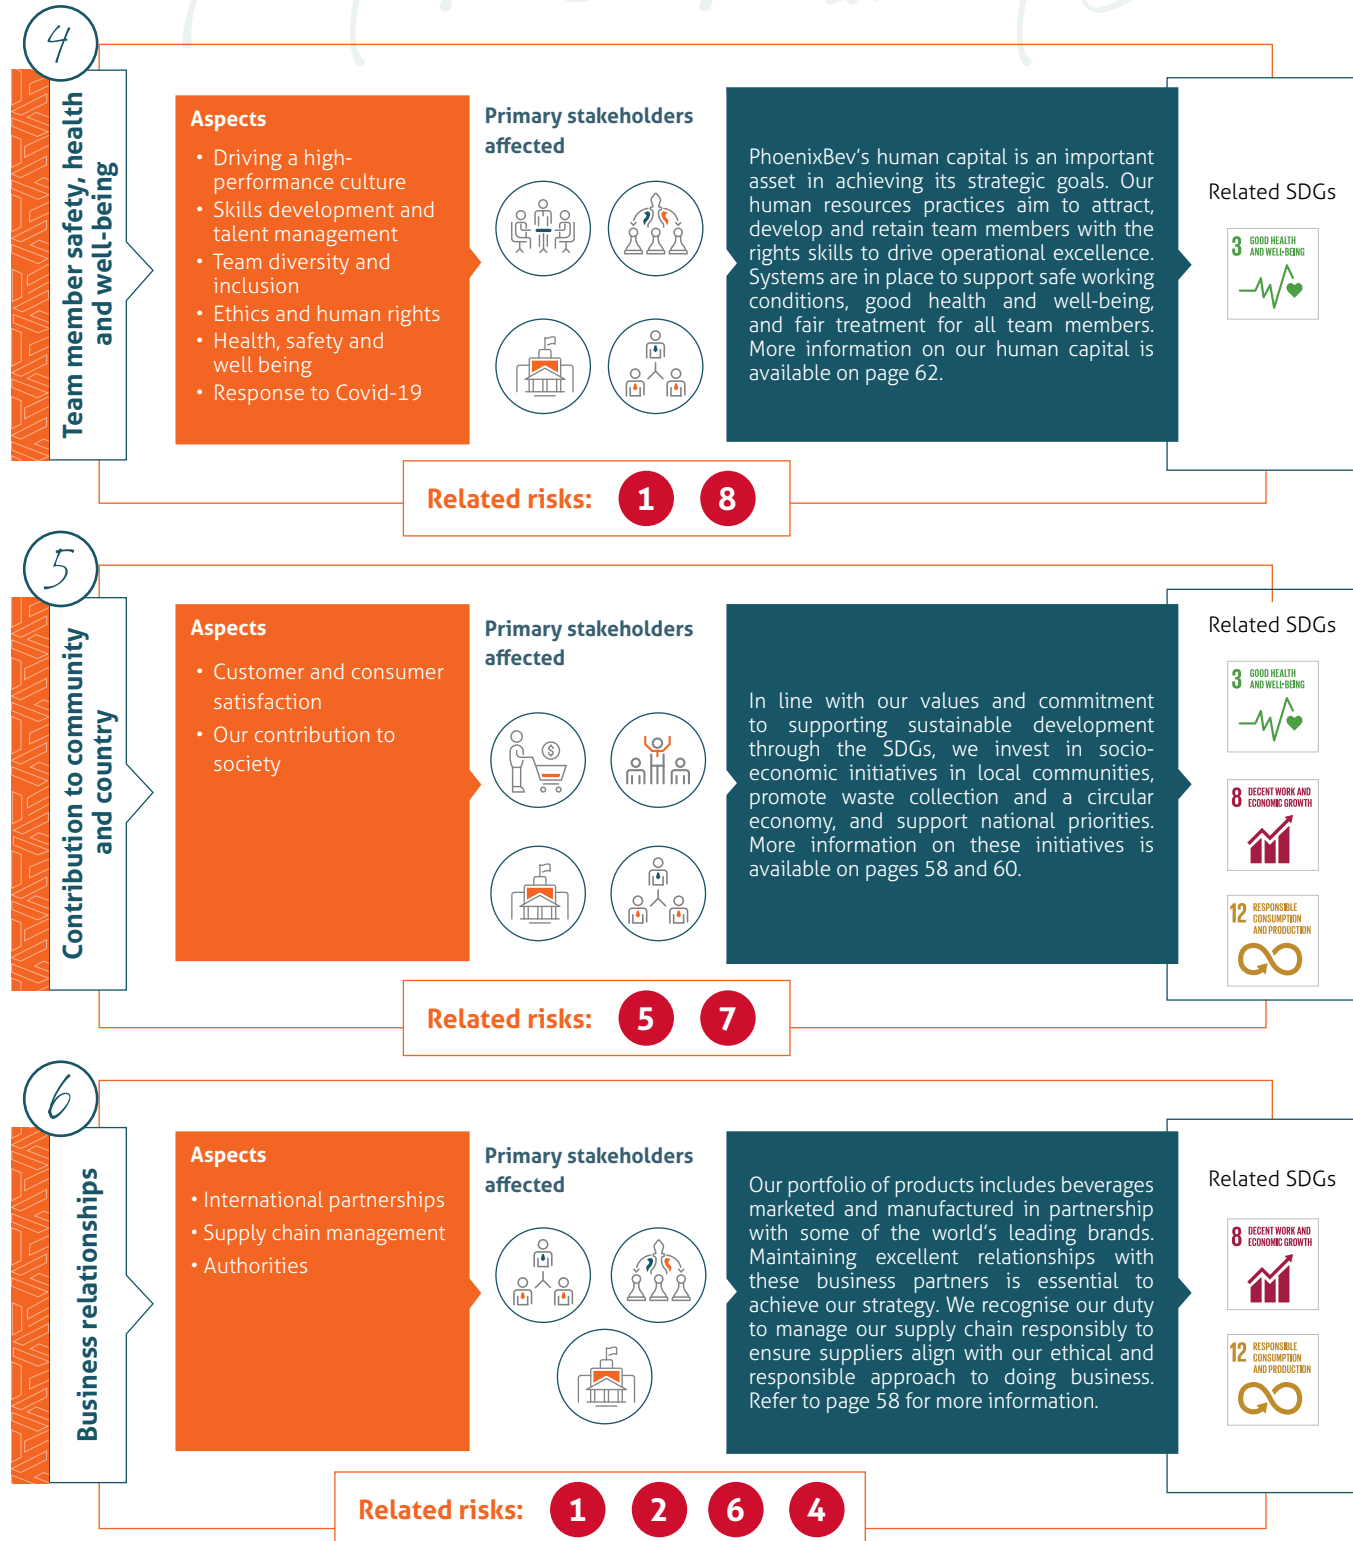 4
Team member safety, health
and well-being
Aspects
• Driving a high-
performance culture
• Skills development and
talent management
• Team diversity and
inclusion
• Ethics and human rights
• Health, safety and
well being
• Response to Covid-19
Primary stakeholders
affected
PhoenixBev's human capital is an important
asset in achieving its strategic goals. Our
human resources practices aim to attract,
develop and retain team members with the
rights skills to drive operational excellence.
Systems are in place to support safe working
conditions, good health and well-being,
and fair treatment for all team members.
More information on our human capital is
available on page 62.
Related SDGs
3 GOOD HEALTH
AND WELL-BEING
Related risks: 1 8
5
Contribution to community
and country
Aspects
• Customer and consumer
satisfaction
• Our contribution to
society
Primary stakeholders
affected
$
In line with our values and commitment
to supporting sustainable development
through the SDGs, we invest in socio-
economic initiatives in local communities,
promote waste collection and a circular
economy, and support national priorities.
More information on these initiatives is
available on pages 58 and 60.
Related SDGs
3 GOOD HEALTH
AND WELL-BEING
8 DECENT WORK AND
ECONOMIC GROWTH
12 RESPONSIBLE
CONSUMPTION
AND PRODUCTION
Related risks: 5 7
6
Business relationships
Aspects
• International partnerships
• Supply chain management
• Authorities
Primary stakeholders
affected
Our portfolio of products includes beverages
marketed and manufactured in partnership
with some of the world's leading brands.
Maintaining excellent relationships with
these business partners is essential to
achieve our strategy. We recognise our duty
to manage our supply chain responsibly to
ensure suppliers align with our ethical and
responsible approach to doing business.
Refer to page 58 for more information.
Related SDGs
8 DECENT WORK AND
ECONOMIC GROWTH
12 RESPONSIBLE
CONSUMPTION
AND PRODUCTION
Related risks: 1 2 6 4